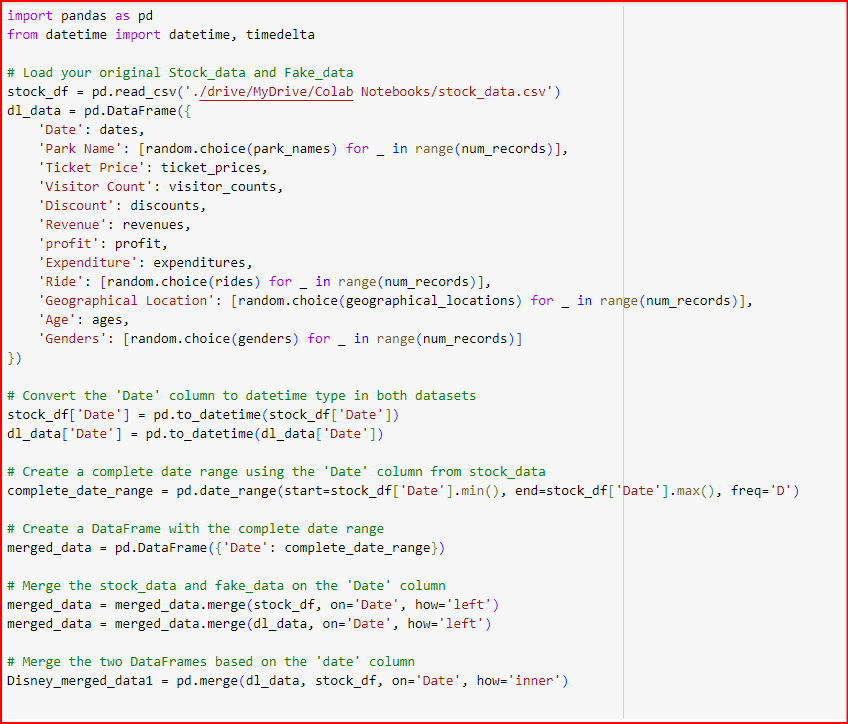 import pandas as pd
from datetime import datetime, timedelta
# Load your original Stock_data and Fake_data
stock_df = pd.read_csv('./drive/MyDrive/Colab Notebooks/stock_data.csv')
dl_data = pd.DataFrame({
    'Date': dates,
    'Park Name': [random.choice(park_names) for _ in range(num_records)],
    'Ticket Price': ticket_prices,
    'Visitor Count': visitor_counts,
    'Discount': discounts,
    'Revenue': revenues,
    'profit': profit,
    'Expenditure': expenditures,
    'Ride': [random.choice(rides) for _ in range(num_records)],
    'Geographical Location': [random.choice(geographical_locations) for _ in range(num_records)],
    'Age': ages,
    'Genders': [random.choice(genders) for _ in range(num_records)]
})
# Convert the 'Date' column to datetime type in both datasets
stock_df['Date'] = pd.to_datetime(stock_df['Date'])
dl_data['Date'] = pd.to_datetime(dl_data['Date'])
# Create a complete date range using the 'Date' column from stock_data
complete_date_range = pd.date_range(start=stock_df['Date'].min(), end=stock_df['Date'].max(), freq='D')
# Create a DataFrame with the complete date range
merged_data = pd.DataFrame({'Date': complete_date_range})
# Merge the stock_data and fake_data on the 'Date' column
merged_data = merged_data.merge(stock_df, on='Date', how='left')
merged_data = merged_data.merge(dl_data, on='Date', how='left')
# Merge the two DataFrames based on the 'date' column
Disney_merged_data1 = pd.merge(dl_data, stock_df, on='Date', how='inner')